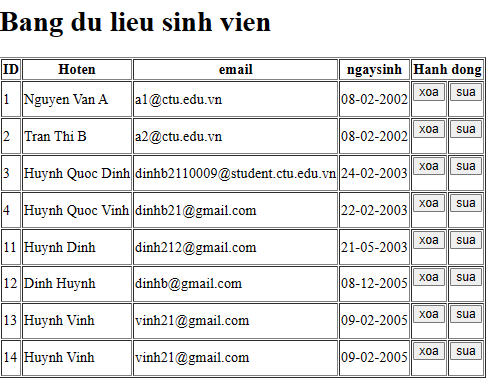 Bang du lieu sinh vien
ID Hoten email ngaysinh Hanh dong
1 Nguyen Van A a1@ctu.edu.vn 08-02-2002 xoa sua
2 Tran Thi B a2@ctu.edu.vn 08-02-2002 xoa sua
3 Huynh Quoc Dinh dinhb2110009@student.ctu.edu.vn 24-02-2003 xoa sua
4 Huynh Quoc Vinh dinhb21@gmail.com 22-02-2003 xoa sua
11 Huynh Dinh dinh212@gmail.com 21-05-2003 xoa sua
12 Dinh Huynh dinhb@gmail.com 08-12-2005 xoa sua
13 Huynh Vinh vinh21@gmail.com 09-02-2005 xoa sua
14 Huynh Vinh vinh21@gmail.com 09-02-2005 xoa sua